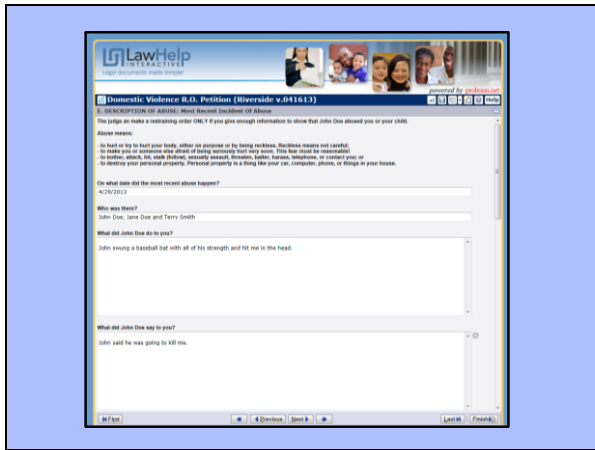 LawHelp
INTERACTIVE
Legal documents made simpler
powered by probono.net
Domestic Violence R.O. Petition (Riverside v.041613)
Help
C. DESCRIPTION OF ABUSE: Most Recent Incident Of Abuse
The judge an make a restraining order ONLY if you give enough information to show that John Doe abused you or your child.
Abuse means:
- to hurt or try to hurt your body, either on purpose or by being reckless. Reckless means not careful;
- to make you or someone else afraid of being seriously hurt very soon. This fear must be reasonable!
- to bother, attack, hit, stalk (follow), sexually assault, threaten, batter, harass, telephone, or contact you; or
- to destroy your personal property. Personal property is a thing like your car, computer, phone, or things in your house.
On what date did the most recent abuse happen?
4/29/2013
Who was there?
John Doe, Jane Doe and Terry Smith
What did John Doe do to you?
John swung a baseball bat with all of his strength and hit me in the head.
What did John Doe say to you?
John said he was going to kill me.
First
Previous
Next
Last
Finish